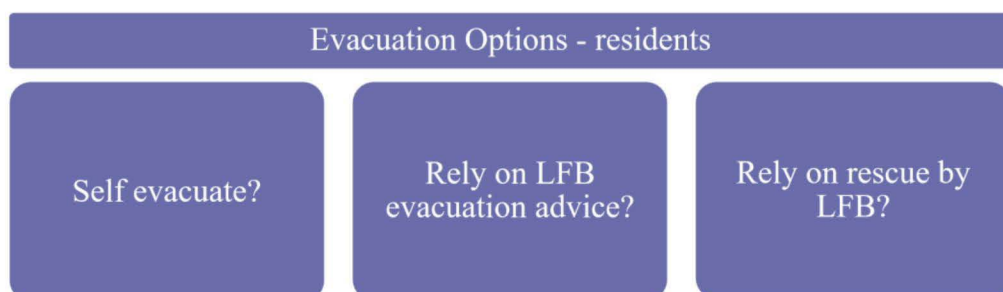 Evacuation Options - residents
Self evacuate?
Rely on LFB
evacuation advice?
Rely on rescue by
LFB?